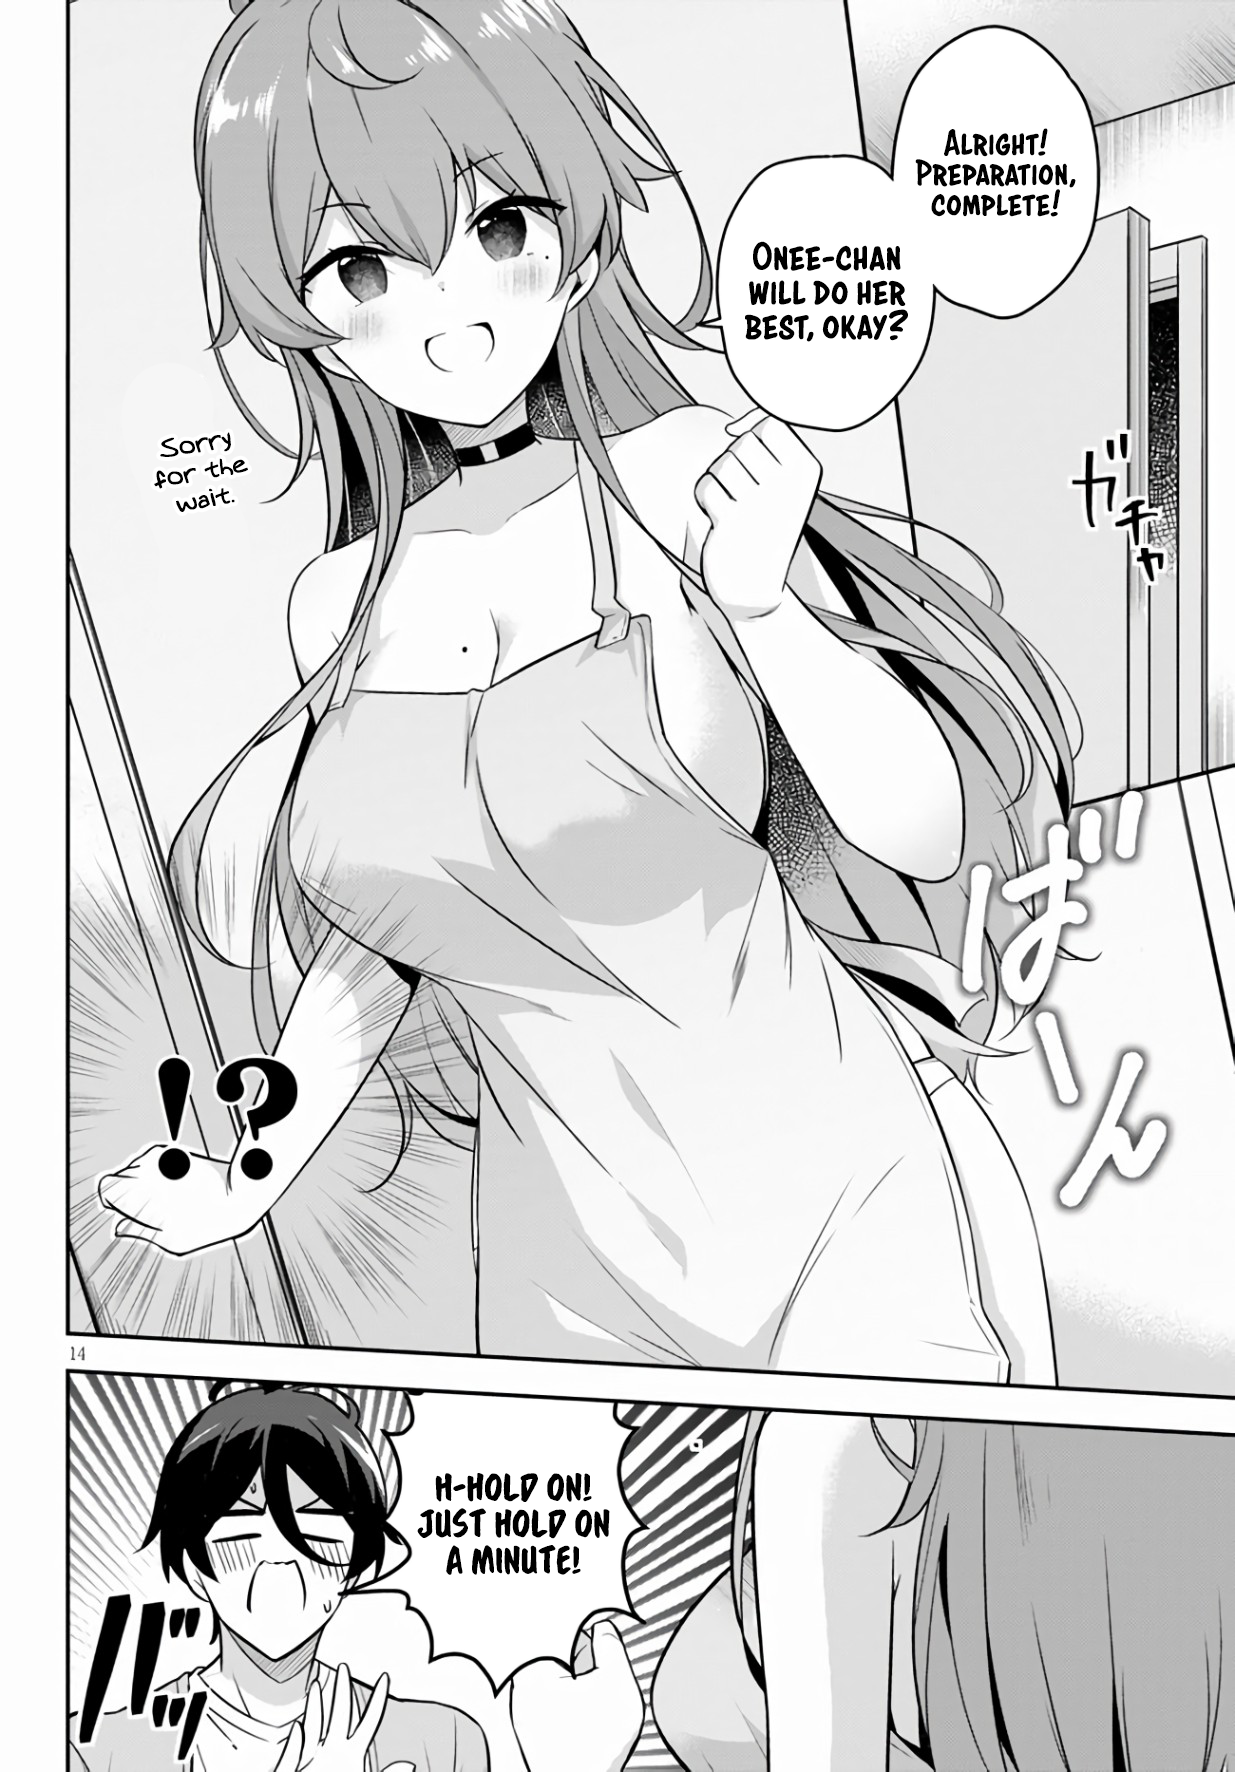 ALRIGHT!
PREPARATION,
COMPLETE!
ONEE-CHAN
WILL DO HER
BEST, OKAY?
ガチャ
Sorry
for the
wait.
ばーん
!?
14
H-HOLD ON!
JUST HOLD ON
A MINUTE!
バッ